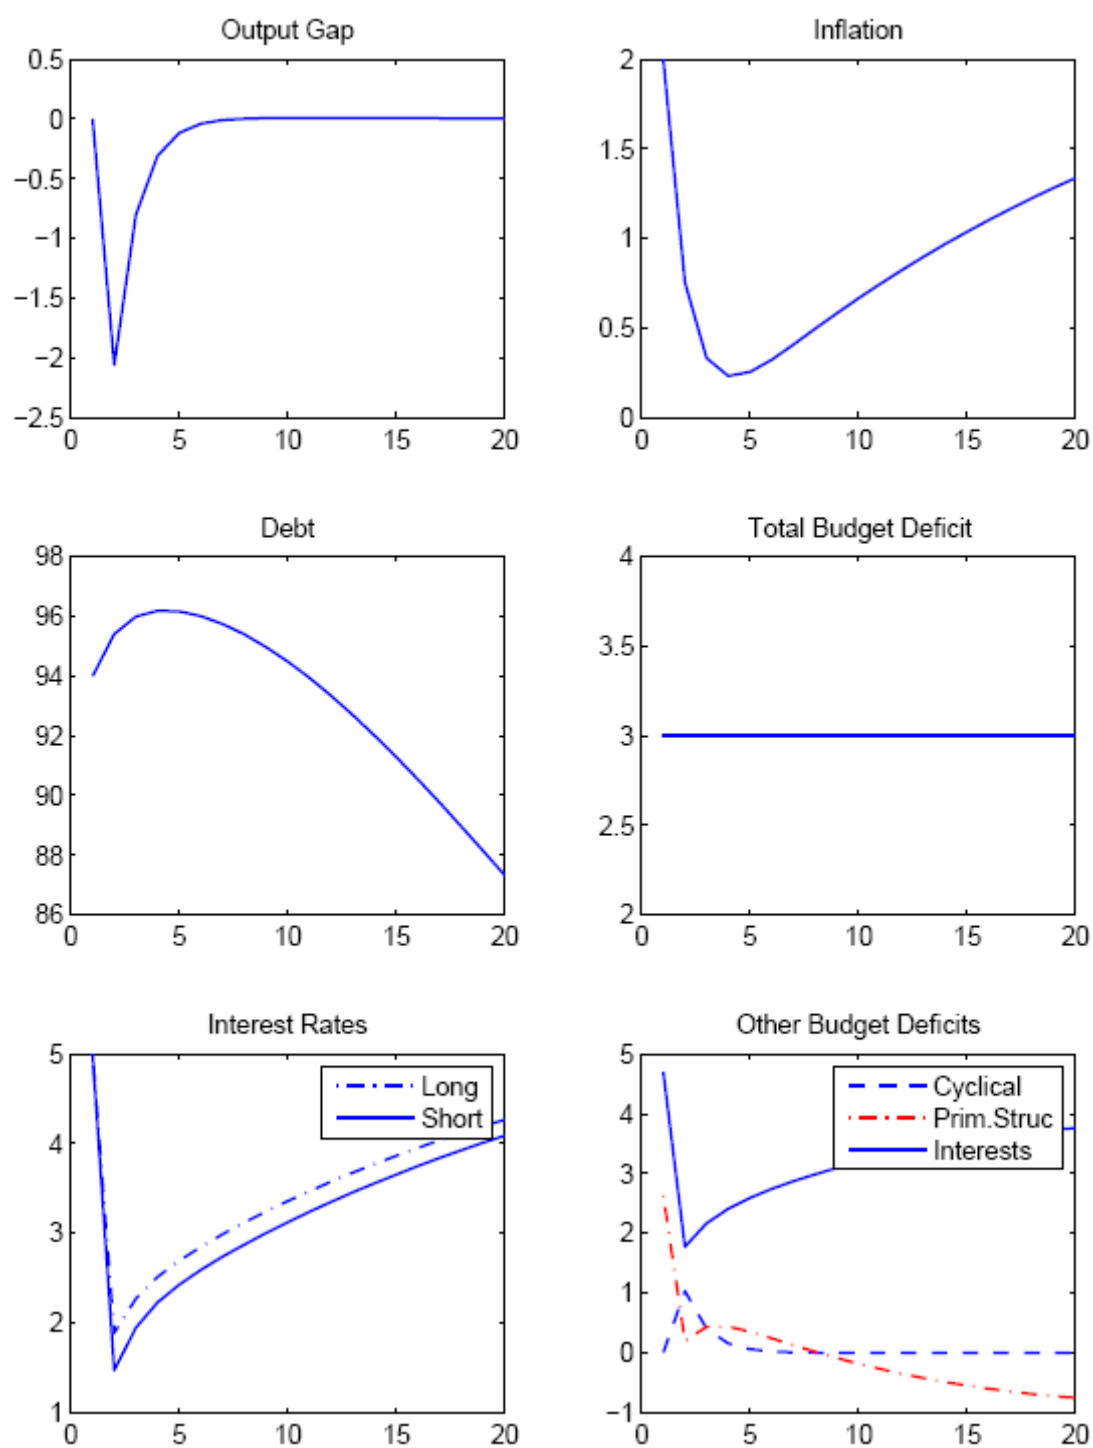 Output Gap
0.5
0
−0.5
−1
−1.5
−2
−2.5
0 5 10 15 20
Inflation
2
1.5
1
0.5
0
0 5 10 15 20
Debt
98
96
94
92
90
88
86
0 5 10 15 20
Total Budget Deficit
4
3.5
3
2.5
2
0 5 10 15 20
Interest Rates
5
4
3
2
1
Long
Short
0 5 10 15 20
Other Budget Deficits
5
4
3
2
1
0
−1
Cyclical
Prim.Struc
Interests
0 5 10 15 20